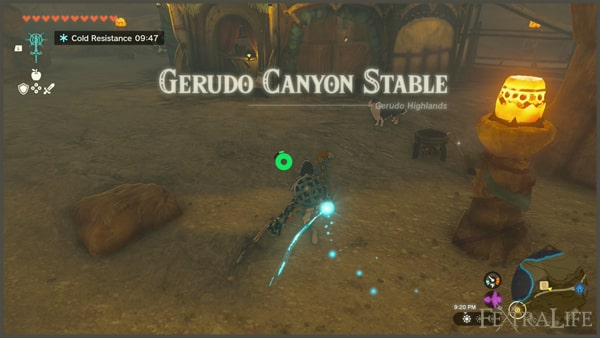 Cold Resistance 09:47
GERUDO CANYON STABLE
Gerudo Highlands
9:20 PM
FEXTRALIFE